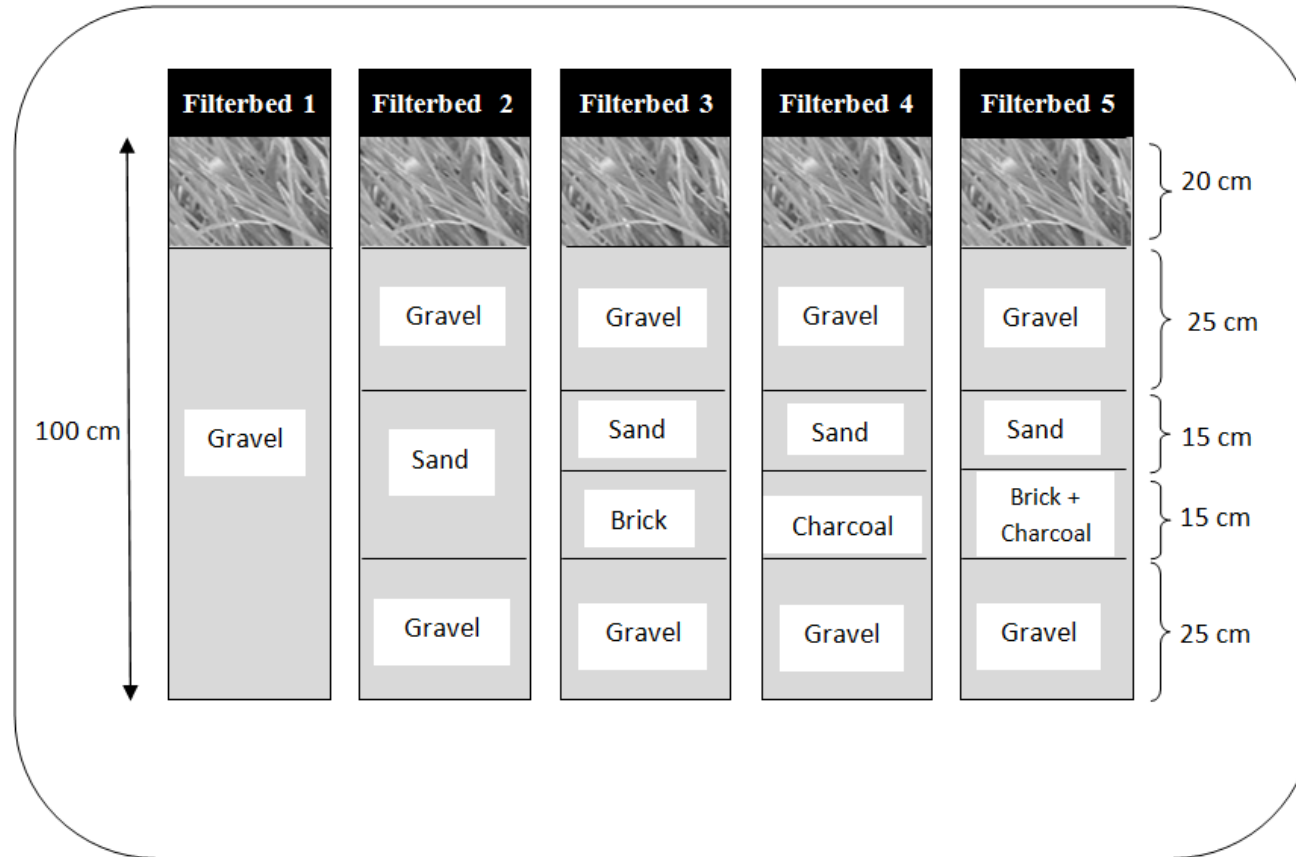 Filterbed 1
Filterbed 2
Filterbed 3
Filterbed 4
Filterbed 5
20 cm
Gravel
Gravel
Gravel
Gravel
25 cm
100 cm
Gravel
Sand
Sand
Sand
Sand
15 cm
Brick
Charcoal
Brick +
Charcoal
15 cm
Gravel
Gravel
Gravel
Gravel
25 cm